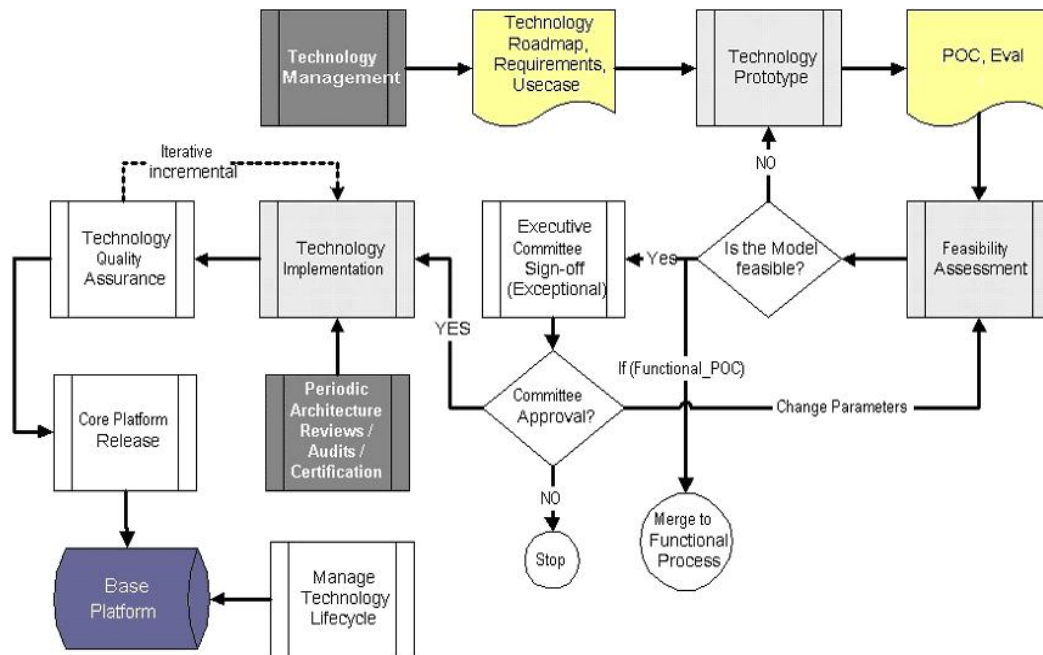 Technology
Management
Technology
Roadmap,
Requirements,
Usecase
Technology
Prototype
POC, Eval
Iterative
incremental
NO
Technology
Quality
Assurance
Technology
Implementation
Executive
Committee
Sign-off
(Exceptional)
Yes
Is the Model
feasible?
Feasibility
Assessment
YES
If (Functional_POC)
Periodic
Architecture
Reviews /
Audits /
Certification
Committee
Approval?
Change Parameters
Core Platform
Release
NO
Stop
Merge to
Functional
Process
Base
Platform
Manage
Technology
Lifecycle